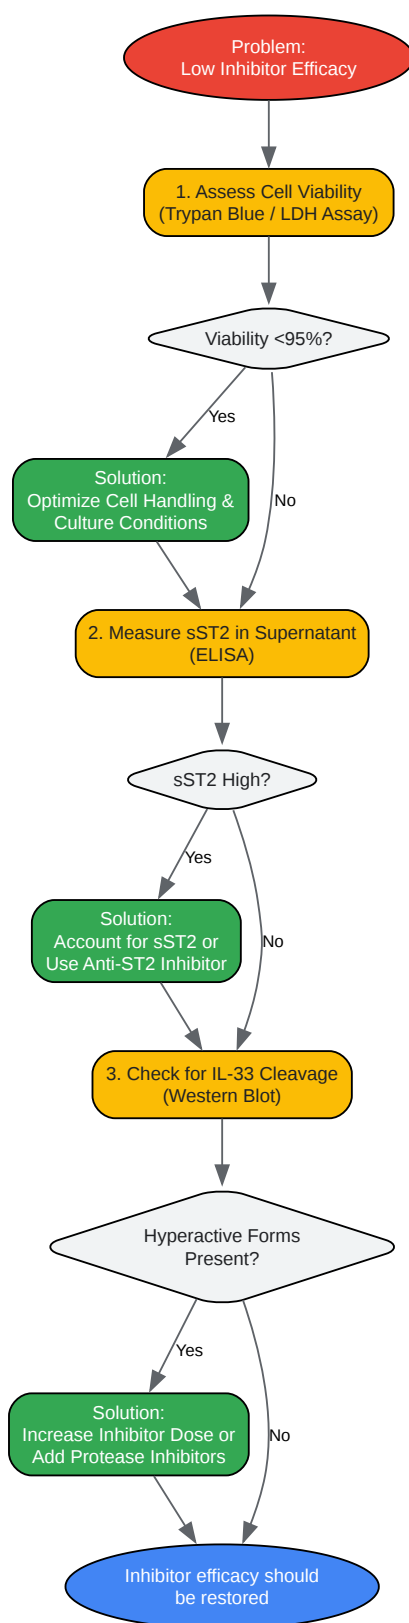 Problem:
Low Inhibitor Efficacy
1. Assess Cell Viability
(Trypan Blue / LDH Assay)
Viability <95%?
Yes
No
Solution:
Optimize Cell Handling &
Culture Conditions
2. Measure sST2 in Supernatant
(ELISA)
sST2 High?
Yes
No
Solution:
Account for sST2 or
Use Anti-ST2 Inhibitor
3. Check for IL-33 Cleavage
(Western Blot)
Hyperactive Forms
Present?
Yes
No
Solution:
Increase Inhibitor Dose or
Add Protease Inhibitors
Inhibitor efficacy should
be restored